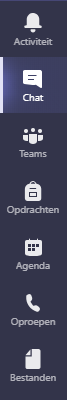 Activiteit
Chat
Teams
Opdrachten
Agenda
Oproepen
Bestanden